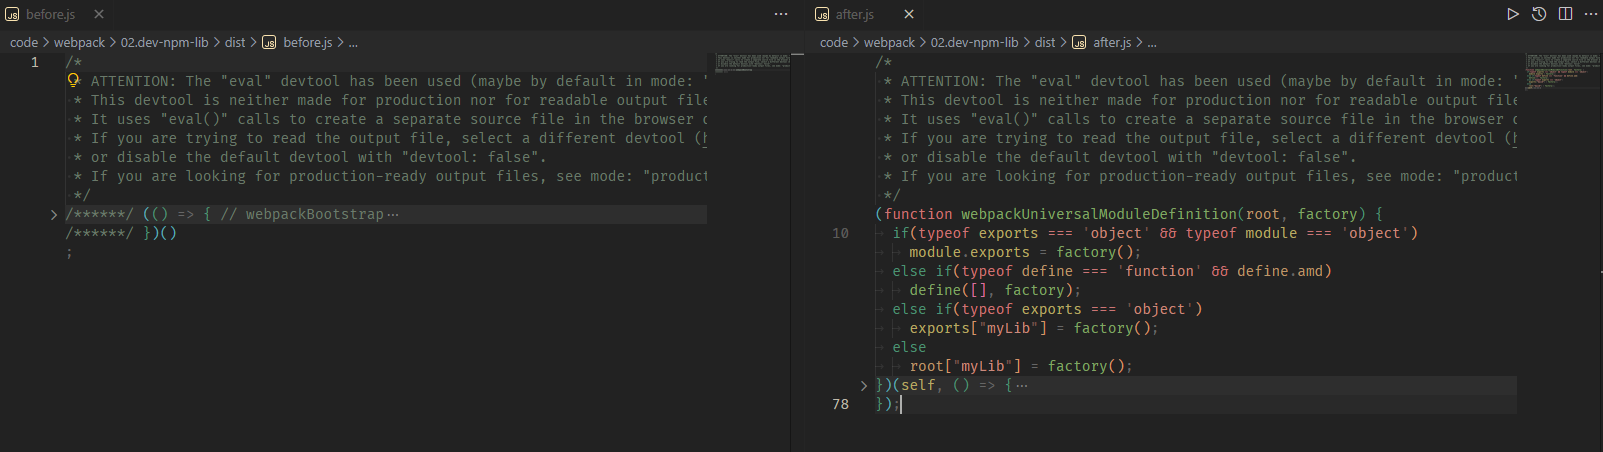 before.js
code > webpack > 02.dev-npm-lib > dist > before.js > ...
1 /*
* ATTENTION: The "eval" devtool has been used (maybe by default in mode: "
* This devtool is neither made for production nor for readable output file
* It uses "eval()" calls to create a separate source file in the browser
* If you are trying to read the output file, select a different devtool (
* or disable the default devtool with "devtool: false".
* If you are looking for production-ready output files, see mode: "product
*/
/******/ (() => { // webpackBootstrap ...
/******/ })()
;
after.js
code > webpack > 02.dev-npm-lib > dist > after.js > ...
/*
* ATTENTION: The "eval" devtool has been used (maybe by default in mode: "
* This devtool is neither made for production nor for readable output file
* It uses "eval()" calls to create a separate source file in the browser
* If you are trying to read the output file, select a different devtool (
* or disable the default devtool with "devtool: false".
* If you are looking for production-ready output files, see mode: "product
*/
(function webpackUniversalModuleDefinition(root, factory) {
10 if(typeof exports === 'object' && typeof module === 'object')
module.exports = factory();
else if(typeof define === 'function' && define.amd)
define([], factory);
else if(typeof exports === 'object')
exports["myLib"] = factory();
else
root["myLib"] = factory();
})(self, () => { ...
78 });